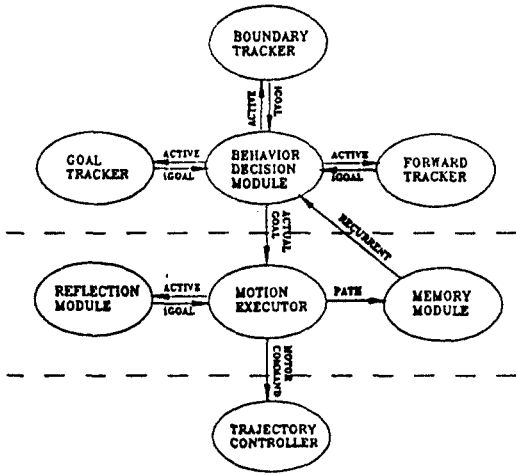 BOUNDARY
TRACKER
ACTIVE
IGOAL
GOAL
TRACKER
ACTIVE
IGOAL
BEHAVIOR
DECISION
MODULE
ACTIVE
IGOAL
FORWARD
TRACKER
ACTUAL
GOAL
RECURRENT
REFLECTION
MODULE
ACTIVE
IGOAL
MOTION
EXECUTOR
PATH
MEMORY
MODULE
MOTOR
COMMAND
TRAJECTORY
CONTROLLER